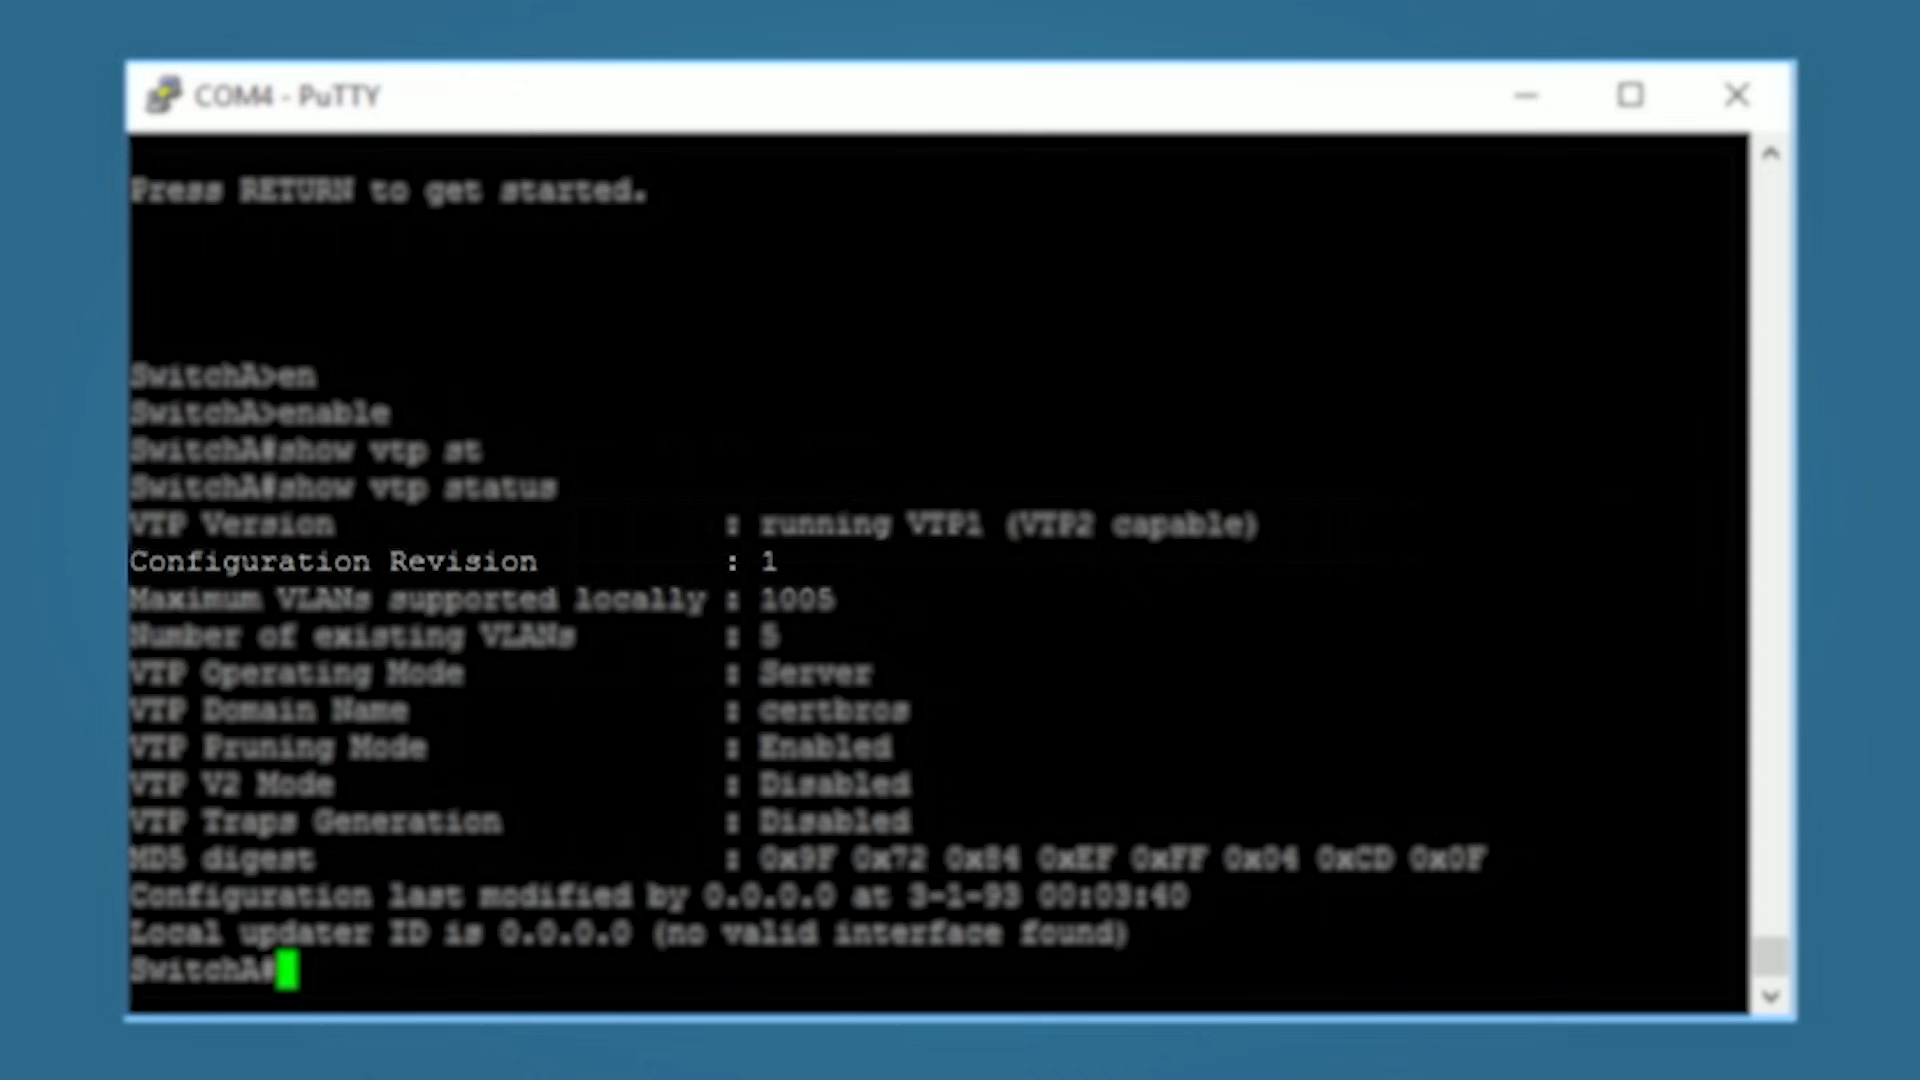 COM4 - PuTTY
Press RETURN to get started.
SwitchA>en
SwitchA>enable
SwitchA#show vtp st
SwitchA#show vtp status
VTP Version : running VTP1 (VTP2 capable)
Configuration Revision : 1
Maximum VLANs supported locally : 1005
Number of existing VLANs : 5
VTP Operating Mode : Server
VTP Domain Name : certbros
VTP Pruning Mode : Enabled
VTP V2 Mode : Disabled
VTP Traps Generation : Disabled
MD5 digest : 0x9F 0x72 0x84 0xEF 0xFF 0x04 0xCD 0x0F
Configuration last modified by 0.0.0.0 at 3-1-93 00:03:40
Local updater ID is 0.0.0.0 (no valid interface found)
SwitchA#